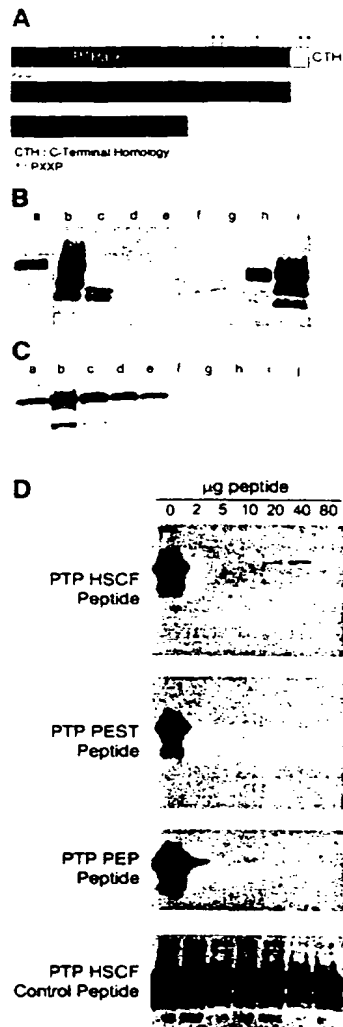 A
CTH
CTH : C-Terminal Homology
* : PXXP
B
a b c d e f g h i
C
a b c d e f g h i j
D
µg peptide
0 2 5 10 20 40 80
PTP HSCF
Peptide
PTP PEST
Peptide
PTP PEP
Peptide
PTP HSCF
Control Peptide